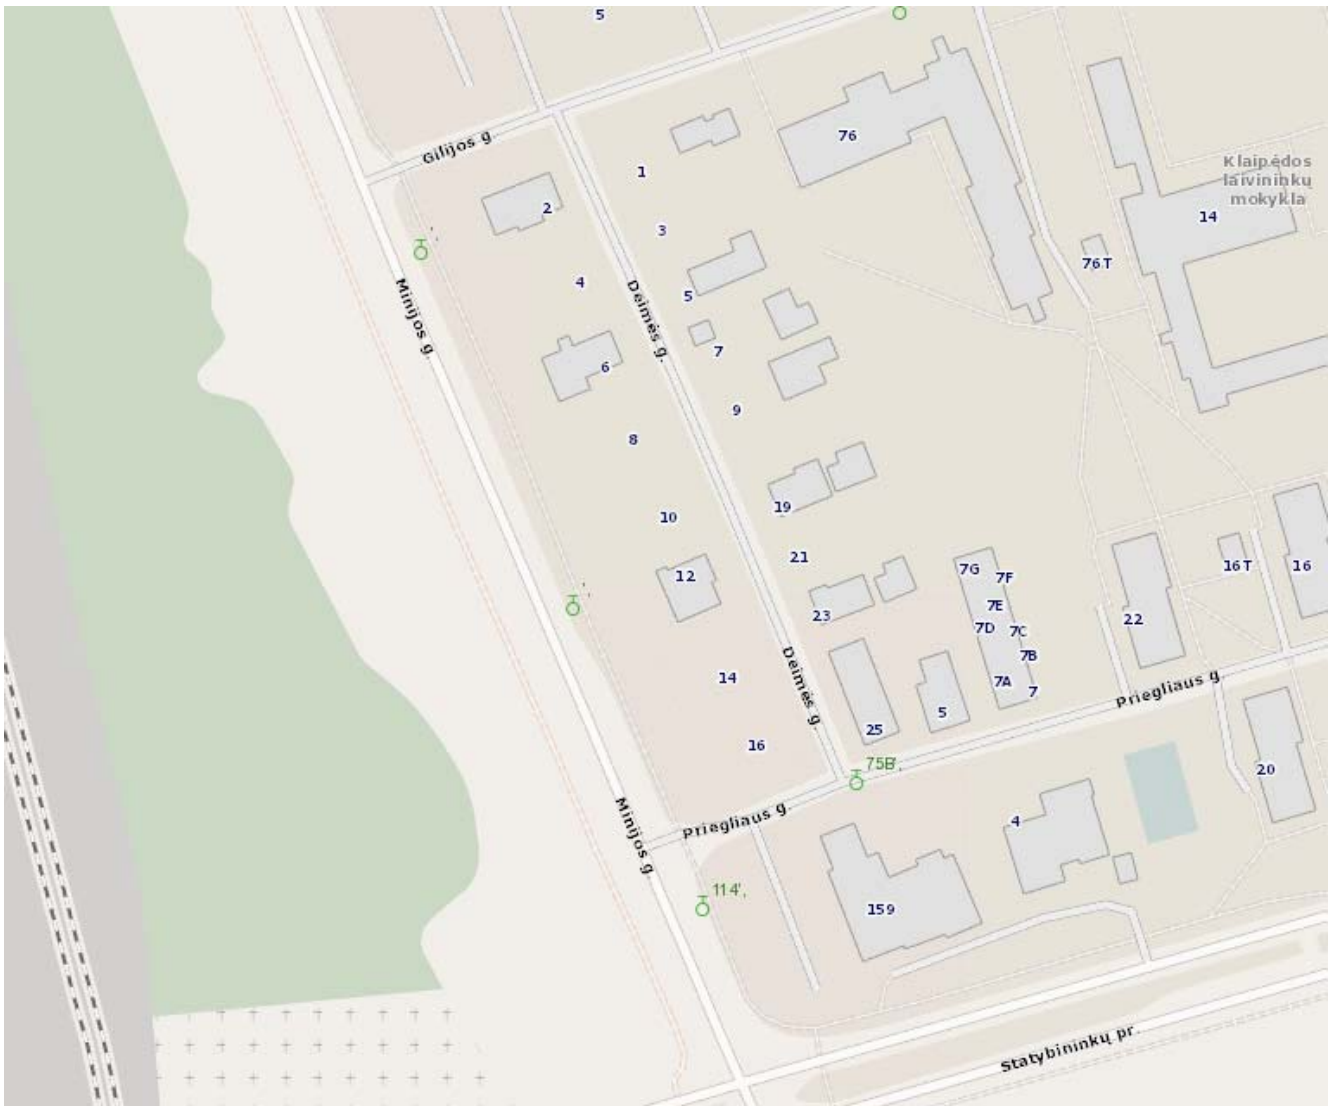 5
76
Gilijos g.
1
Klaipėdos
laivininkų
mokykla
2
14
3
76T
4
Minijos g.
Deimės g.
5
7
6
9
8
19
10
21
7G
12
7F
16T
16
7E
23
22
7D
7C
7B
Deimės g.
14
7A
7
Priegliaus g.
5
25
16
75B',
20
Minijos g.
Priegliaus g.
4
114',
159
Statybininkų pr.